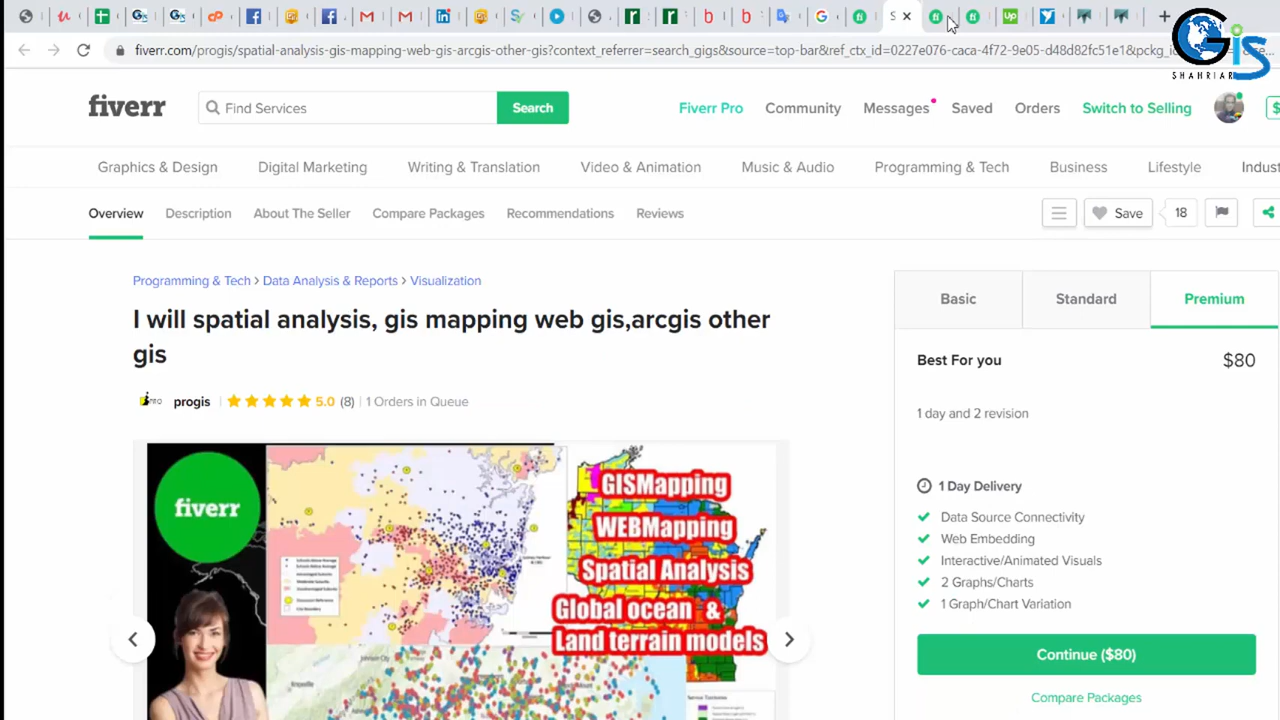 S
fiverr.com/progis/spatial-analysis-gis-mapping-web-gis-arcgis-other-gis?context_referrer=search_gigs&source=top-bar&ref_ctx_id=0227e076-caca-4f72-9e05-d48d82fc51e1&pckg_i
GiS
SHAHRIAR
fiverr
Find Services
Search
Fiverr Pro
Community
Messages
Saved
Orders
Switch to Selling
$
Graphics & Design
Digital Marketing
Writing & Translation
Video & Animation
Music & Audio
Programming & Tech
Business
Lifestyle
Indust
Overview
Description
About The Seller
Compare Packages
Recommendations
Reviews
Save
18
Programming & Tech > Data Analysis & Reports > Visualization
I will spatial analysis, gis mapping web gis,arcgis other
gis
progis
5.0 (8)
1 Orders in Queue
fiverr
GISMapping
WEBMapping
Spatial Analysis
Global ocean &
Land terrain models
Basic
Standard
Premium
Best For you
$80
1 day and 2 revision
1 Day Delivery
Data Source Connectivity
Web Embedding
Interactive/Animated Visuals
2 Graphs/Charts
1 Graph/Chart Variation
Continue ($80)
Compare Packages